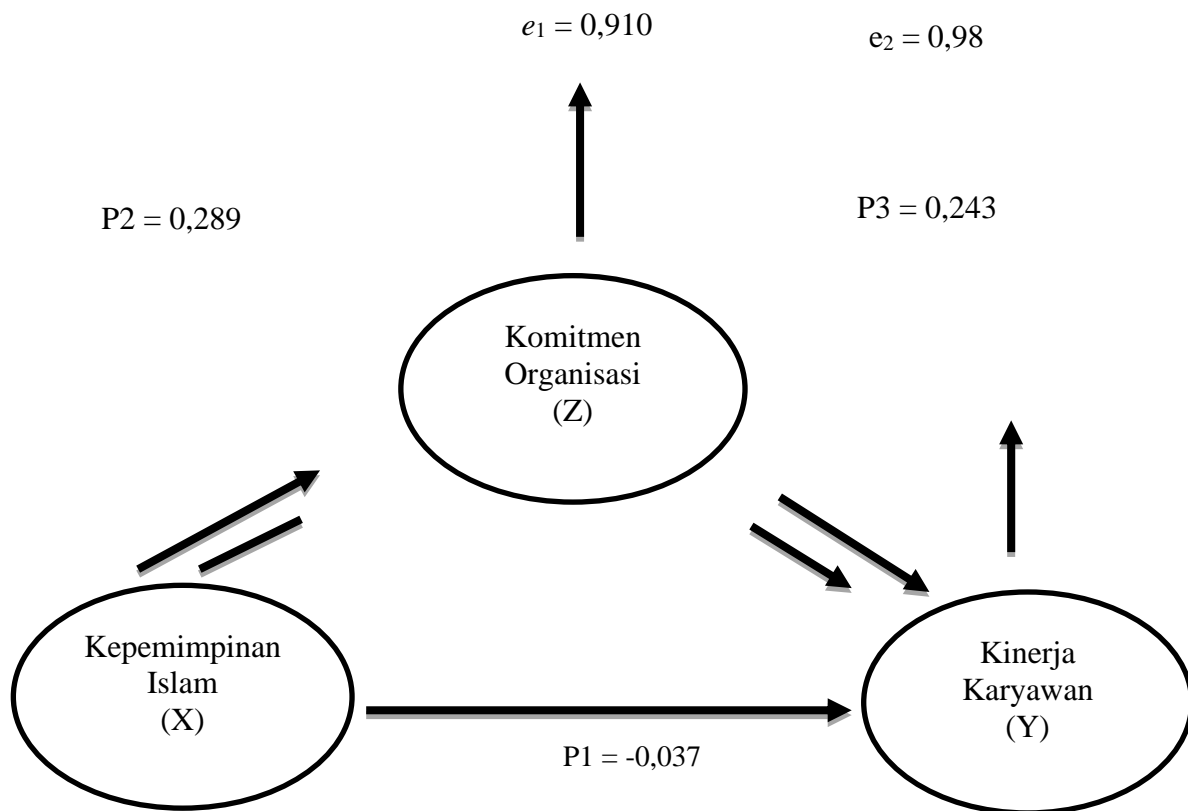 e₁ = 0,910
e₂ = 0,98
P2 = 0,289
P3 = 0,243
Komitmen
Organisasi
(Z)
Kepemimpinan
Islam
(X)
Kinerja
Karyawan
(Y)
P1 = -0,037